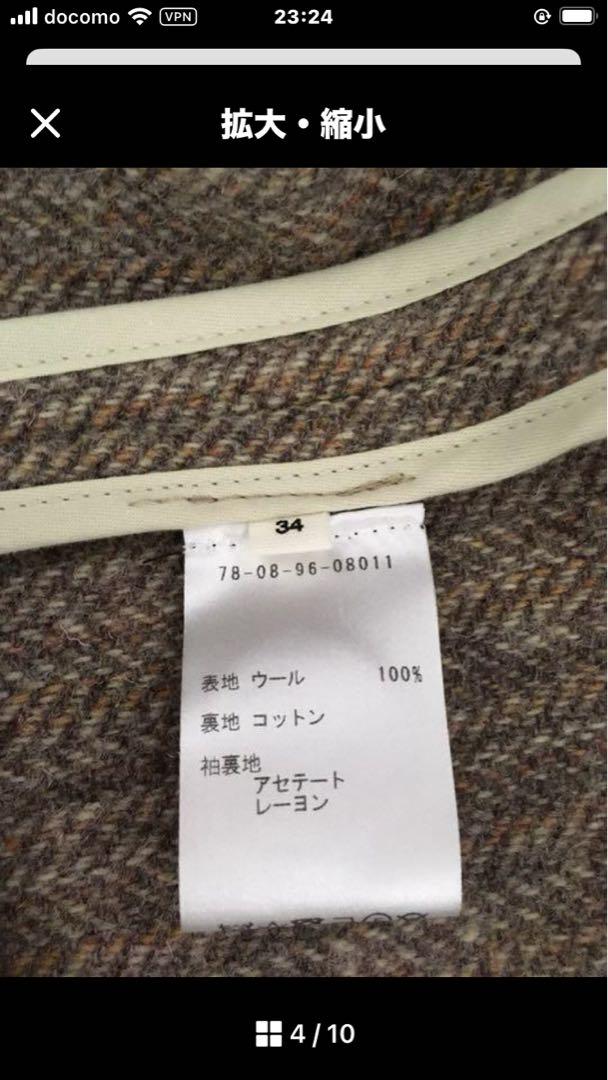 docomo VPN 23:24
拡大・縮小
34
78-08-96-08011
表地 ウール 100%
裏地 コットン
袖裏地
アセテート
レーヨン
4 / 10